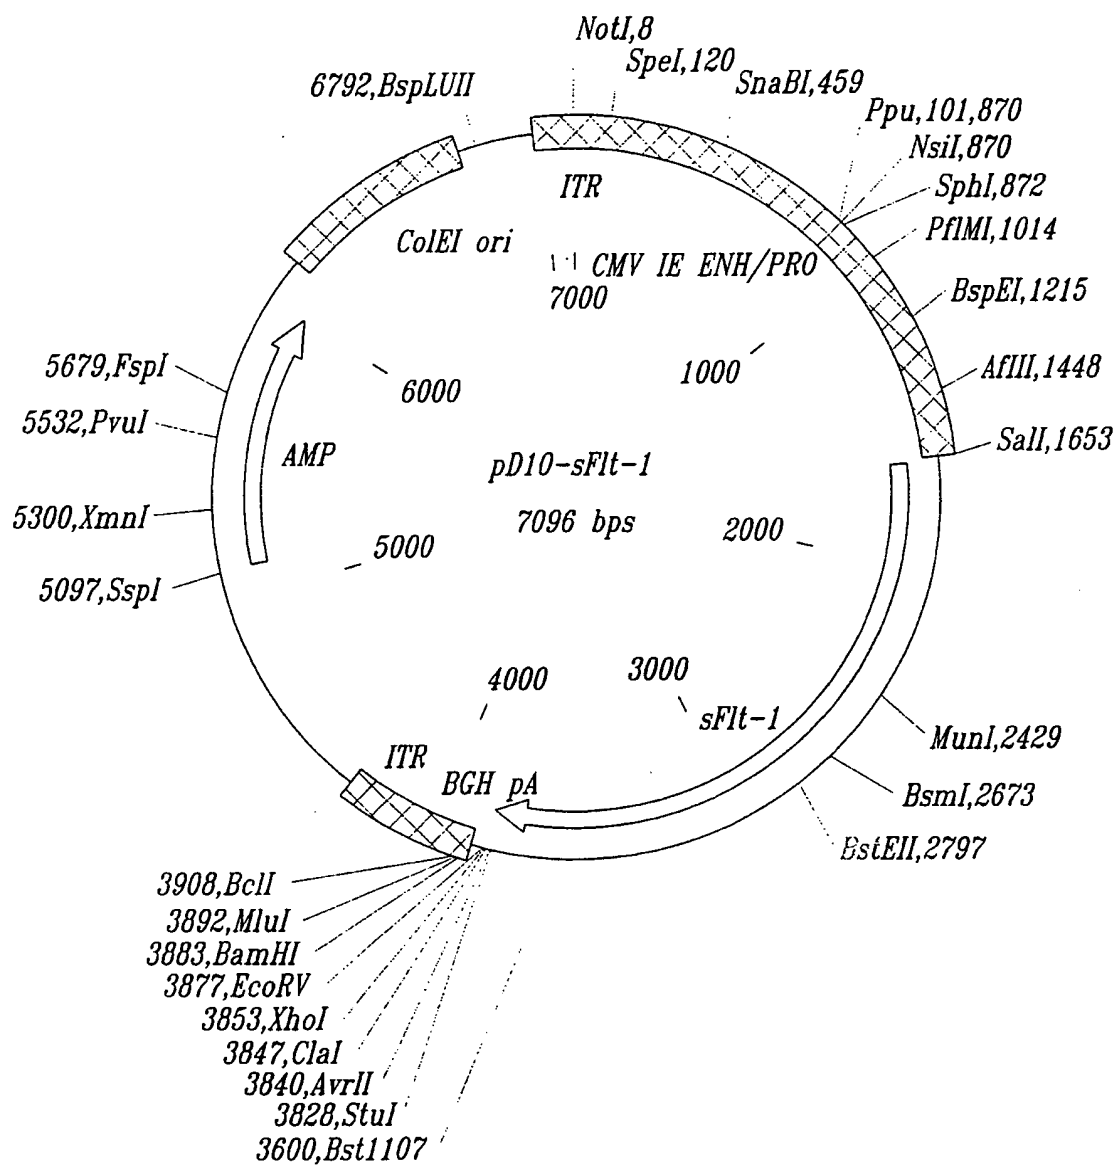 NotI,8
SpeI,120
SnaBI,459
6792,BspLUII
Ppu,101,870
NsiI,870
SphI,872
PflMI,1014
BspEI,1215
AflII,1448
SalI,1653
ITR
ColEI ori
CMV IE ENH/PRO
7000
1000
6000
5679,FspI
5532,PvuI
AMP
pD10-sFlt-1
7096 bps
2000
5300,XmnI
5000
5097,SspI
3000
4000
sFlt-1
MunI,2429
BsmI,2673
BstEII,2797
ITR
BGH pA
3908,BclI
3892,MluI
3883,BamHI
3877,EcoRV
3853,XhoI
3847,ClaI
3840,AvrII
3828,StuI
3600,Bst1107